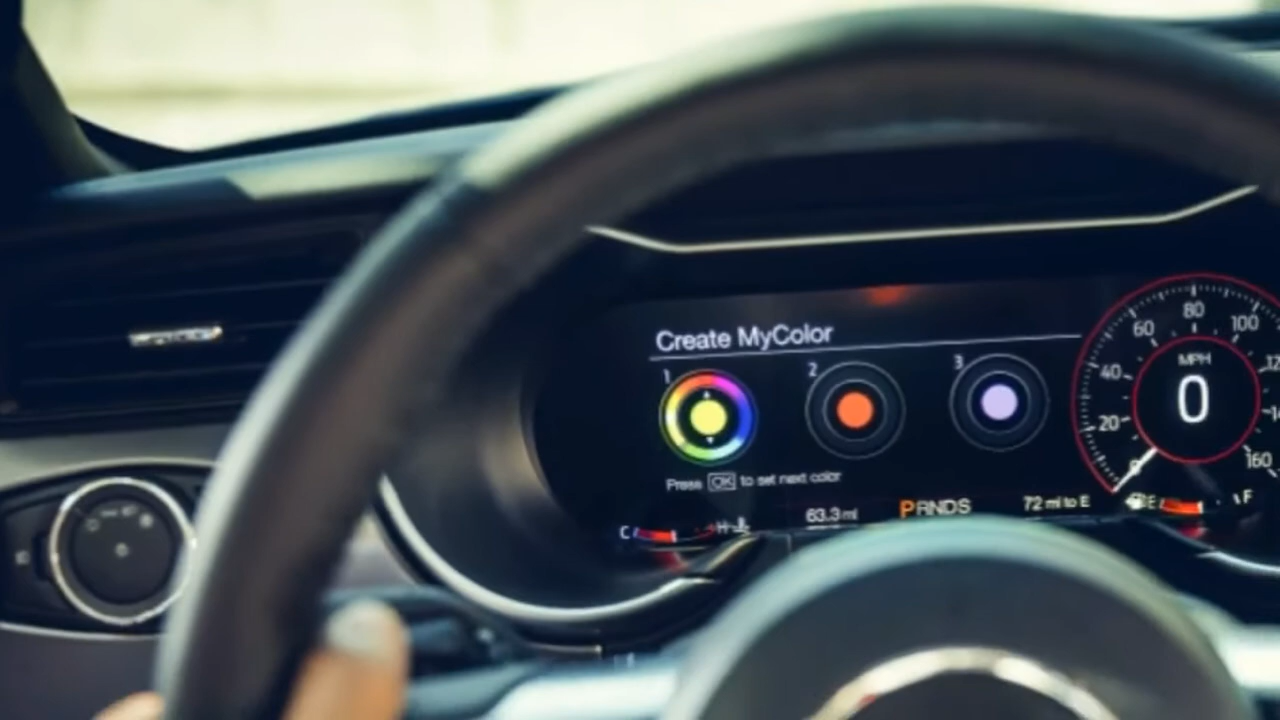 Create MyColor
1 2 3
Press OK to set next color
20 40 60 80 100
MPH
0
0
160
C H 63.3 mi PRNDS 72 mi to E E F